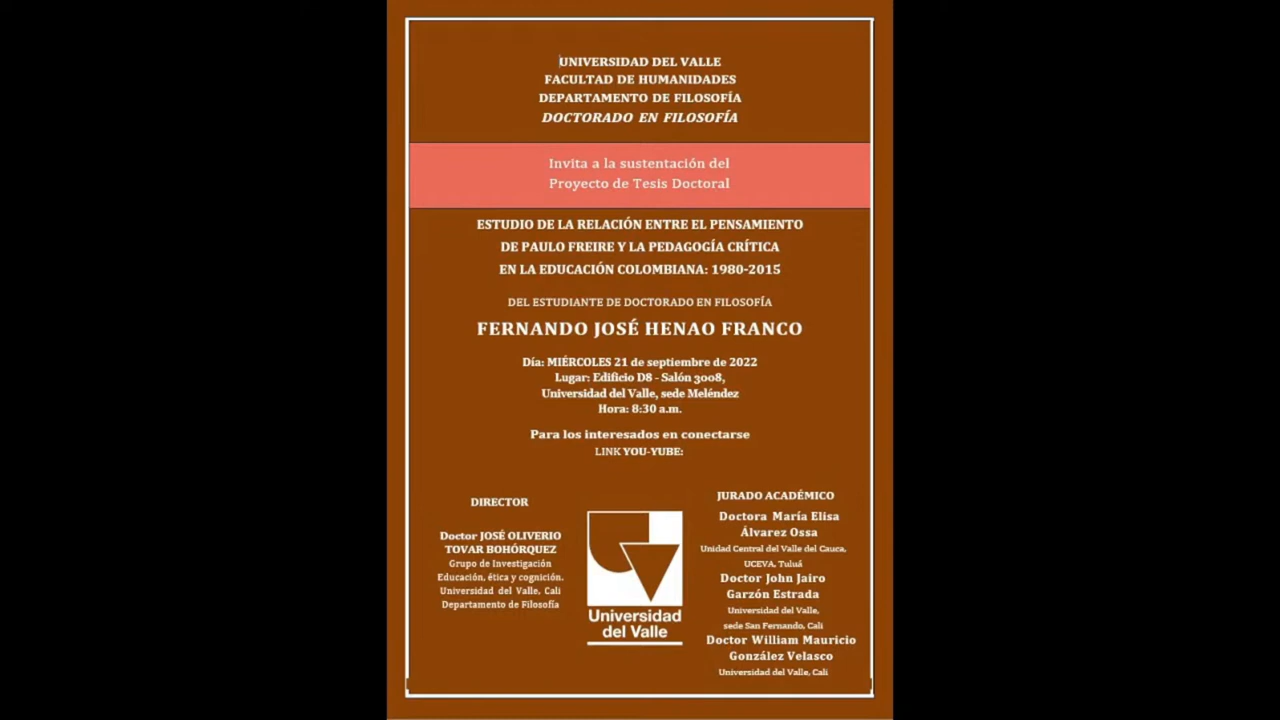 UNIVERSIDAD DEL VALLE
FACULTAD DE HUMANIDADES
DEPARTAMENTO DE FILOSOFÍA
DOCTORADO EN FILOSOFÍA
Invita a la sustentación del
Proyecto de Tesis Doctoral
ESTUDIO DE LA RELACIÓN ENTRE EL PENSAMIENTO
DE PAULO FREIRE Y LA PEDAGOGÍA CRÍTICA
EN LA EDUCACIÓN COLOMBIANA: 1980-2015
DEL ESTUDIANTE DE DOCTORADO EN FILOSOFÍA
FERNANDO JOSÉ HENAO FRANCO
Día: MIÉRCOLES 21 de septiembre de 2022
Lugar: Edificio D8 - Salón 3008,
Universidad del Valle, sede Meléndez
Hora: 8:30 a.m.
Para los interesados en conectarse
LINK YOU-YUBE:
DIRECTOR
Doctor JOSÉ OLIVERIO
TOVAR BOHÓRQUEZ
Grupo de Investigación
Educación, ética y cognición.
Universidad del Valle, Cali
Departamento de Filosofía
Universidad
del Valle
JURADO ACADÉMICO
Doctora María Elisa
Álvarez Ossa
Unidad Central del Valle del Cauca,
UCEVA, Tuluá
Doctor John Jairo
Garzón Estrada
Universidad del Valle,
sede San Fernando, Cali
Doctor William Mauricio
González Velasco
Universidad del Valle, Cali